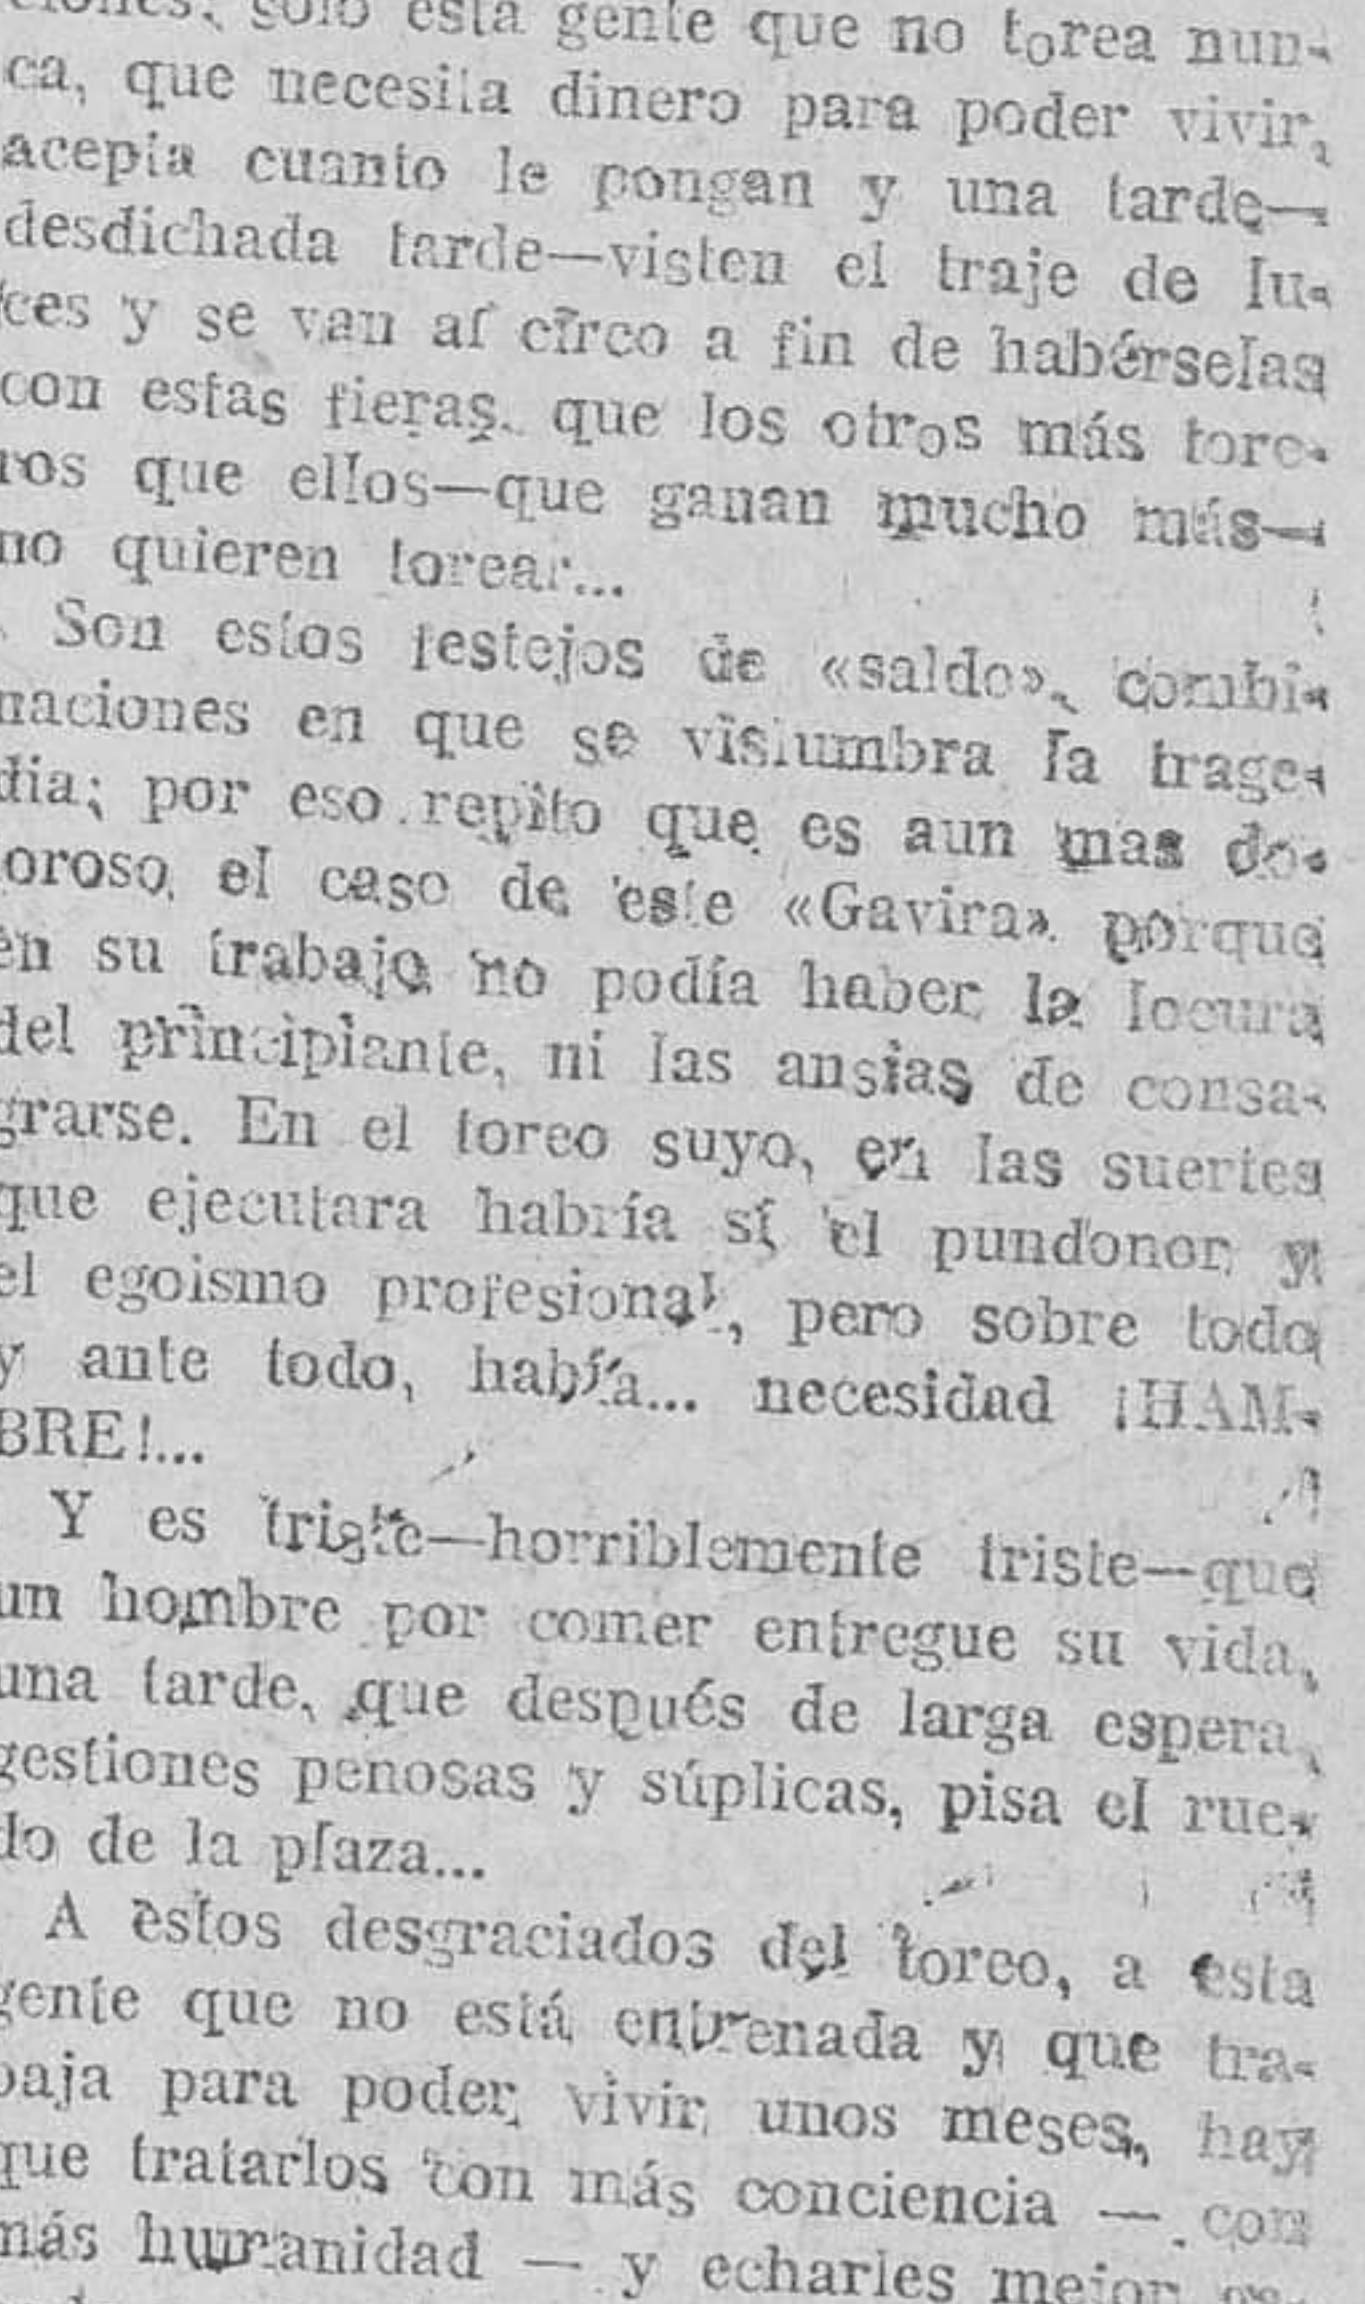 solo esta gente que no torea nun-
ca, que necesita dinero para poder vivir,
acepta cuanto le pongan y una tarde—
desdichada tarde—visten el traje de lu-
ces y se van al circo a fin de habérselas
con estas fieras, que los otros más tore-
ros que ellos—que ganan mucho más—
no quieren torear...
Son estos festejos de «saldo», combi-
naciones en que se vislumbra la trage-
dia; por eso repito que es aun mas do-
oroso, el caso de este «Gavira» porque
en su trabajo no podía haber la locura
del principiante, ni las ansias de consa-
grarse. En el toreo suyo, en las suertes
que ejecutara habría sí el pundonor y
el egoismo profesional, pero sobre todo
y ante todo, había... necesidad ¡HAM-
BRE!...
Y es triste—horriblemente triste—que
un hombre por comer entregue su vida,
una tarde, que después de larga espera,
gestiones penosas y súplicas, pisa el rue-
do de la plaza...
A estos desgraciados del toreo, a esta
gente que no está entrenada y que tra-
baja para poder vivir unos meses, hay
que tratarlos con más conciencia — con
más humanidad — y echarles mejor